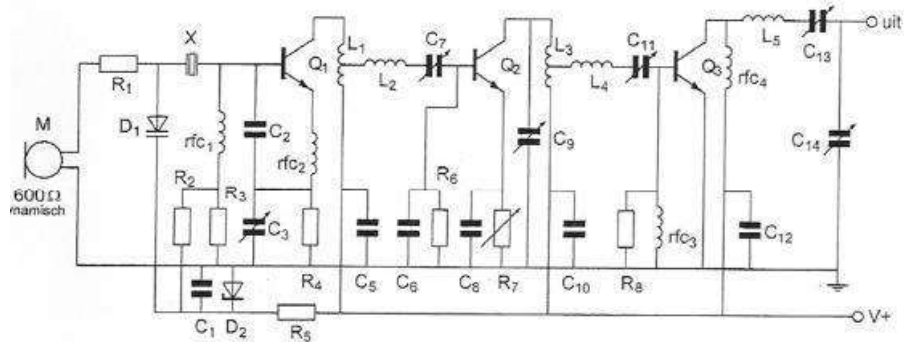 X
L₁
C₇
L₃
C₁₁
L₅
C₁₃
uit
R₁
Q₁
L₂
Q₂
L₄
Q₃
rfc₄
M
D₁
rfc₁
C₂
rfc₂
C₉
C₁₄
600Ω
ynamisch
R₂
R₃
C₃
R₆
rfc₃
C₁₂
R₄
C₅
C₆
C₈
R₇
C₁₀
R₈
C₁
D₂
R₅
V+